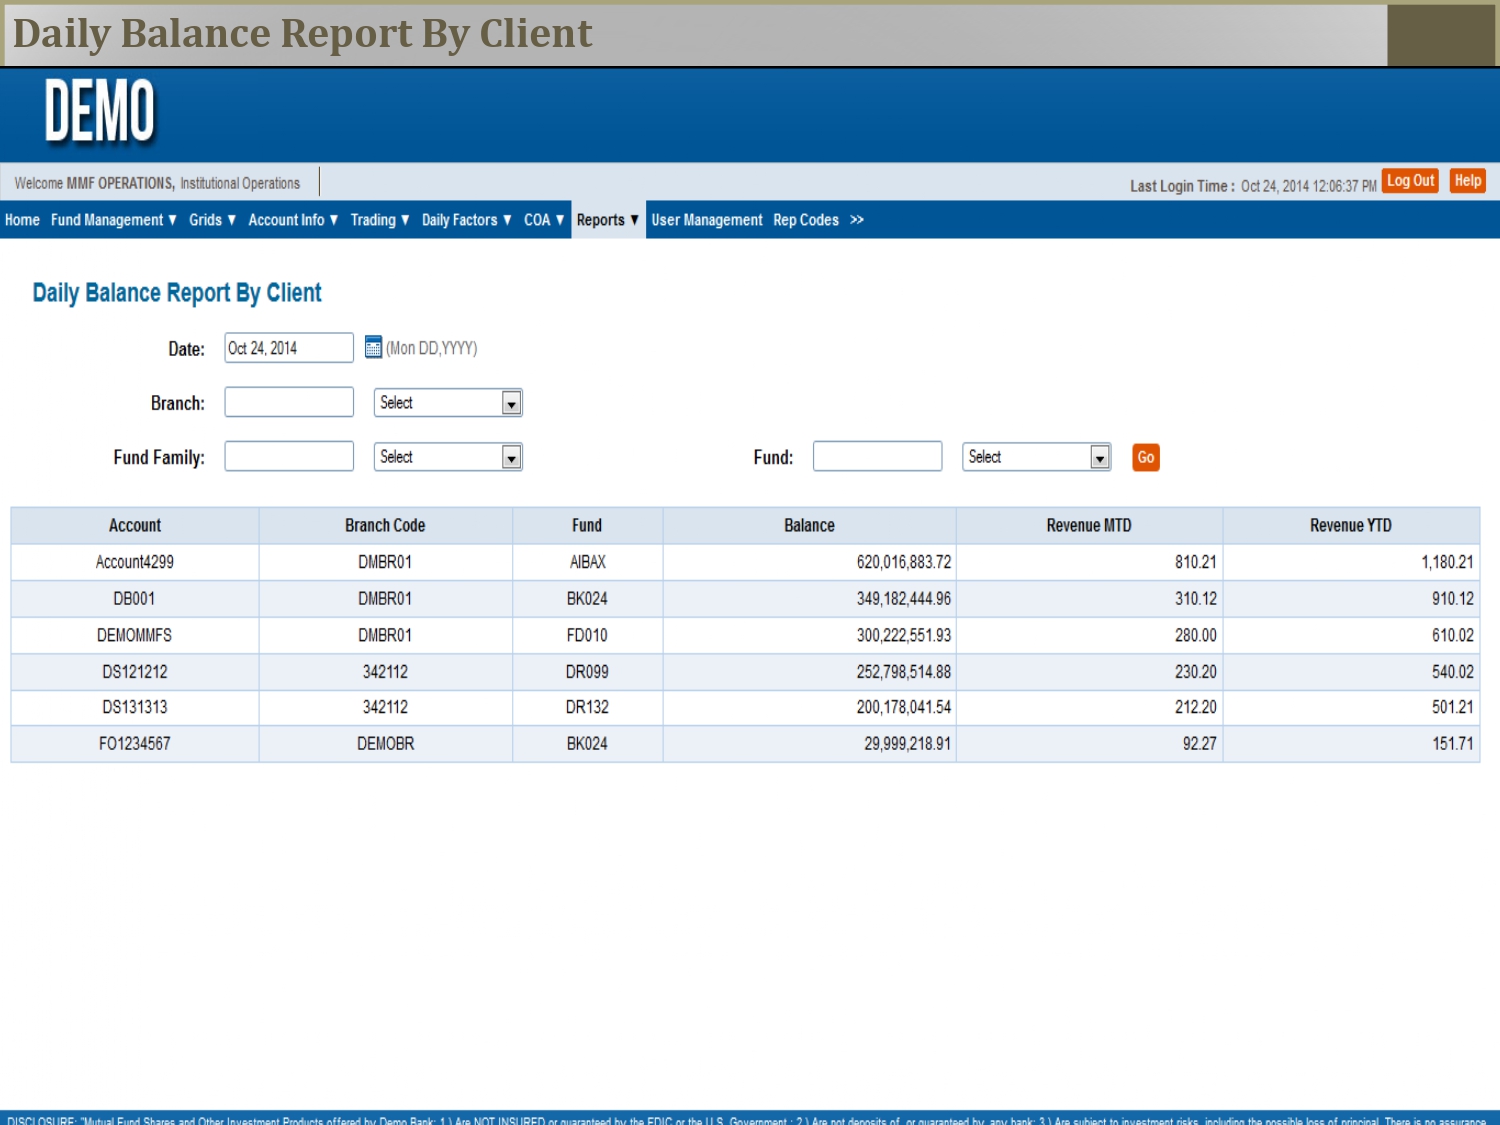 Daily Balance Report By Client
DEMO
Welcome MMF OPERATIONS, Institutional Operations
Last Login Time : Oct 24, 2014 12:06:37 PM Log Out Help
Home Fund Management ▼ Grids ▼ Account Info ▼ Trading ▼ Daily Factors ▼ COA ▼ Reports ▼ User Management Rep Codes >>
Daily Balance Report By Client
Date: Oct 24, 2014 (Mon DD,YYYY)
Branch: Select
Fund Family: Select Fund: Select Go
Account Branch Code Fund Balance Revenue MTD Revenue YTD
Account4299 DMBR01 AIBAX 620,016,883.72 810.21 1,180.21
DB001 DMBR01 BK024 349,182,444.96 310.12 910.12
DEMOMMFS DMBR01 FD010 300,222,551.93 280.00 610.02
DS121212 342112 DR099 252,798,514.88 230.20 540.02
DS131313 342112 DR132 200,178,041.54 212.20 501.21
FO1234567 DEMOBR BK024 29,999,218.91 92.27 151.71
DISCLOSURE: "Mutual Fund Shares and Other Investment Products offered by Demo Bank: 1.) Are NOT INSURED or guaranteed by the FDIC or the U.S. Government.; 2.) Are not deposits of, or guaranteed by, any bank; 3.) Are subject to investment risks, including the possible loss of principal. There is no assurance